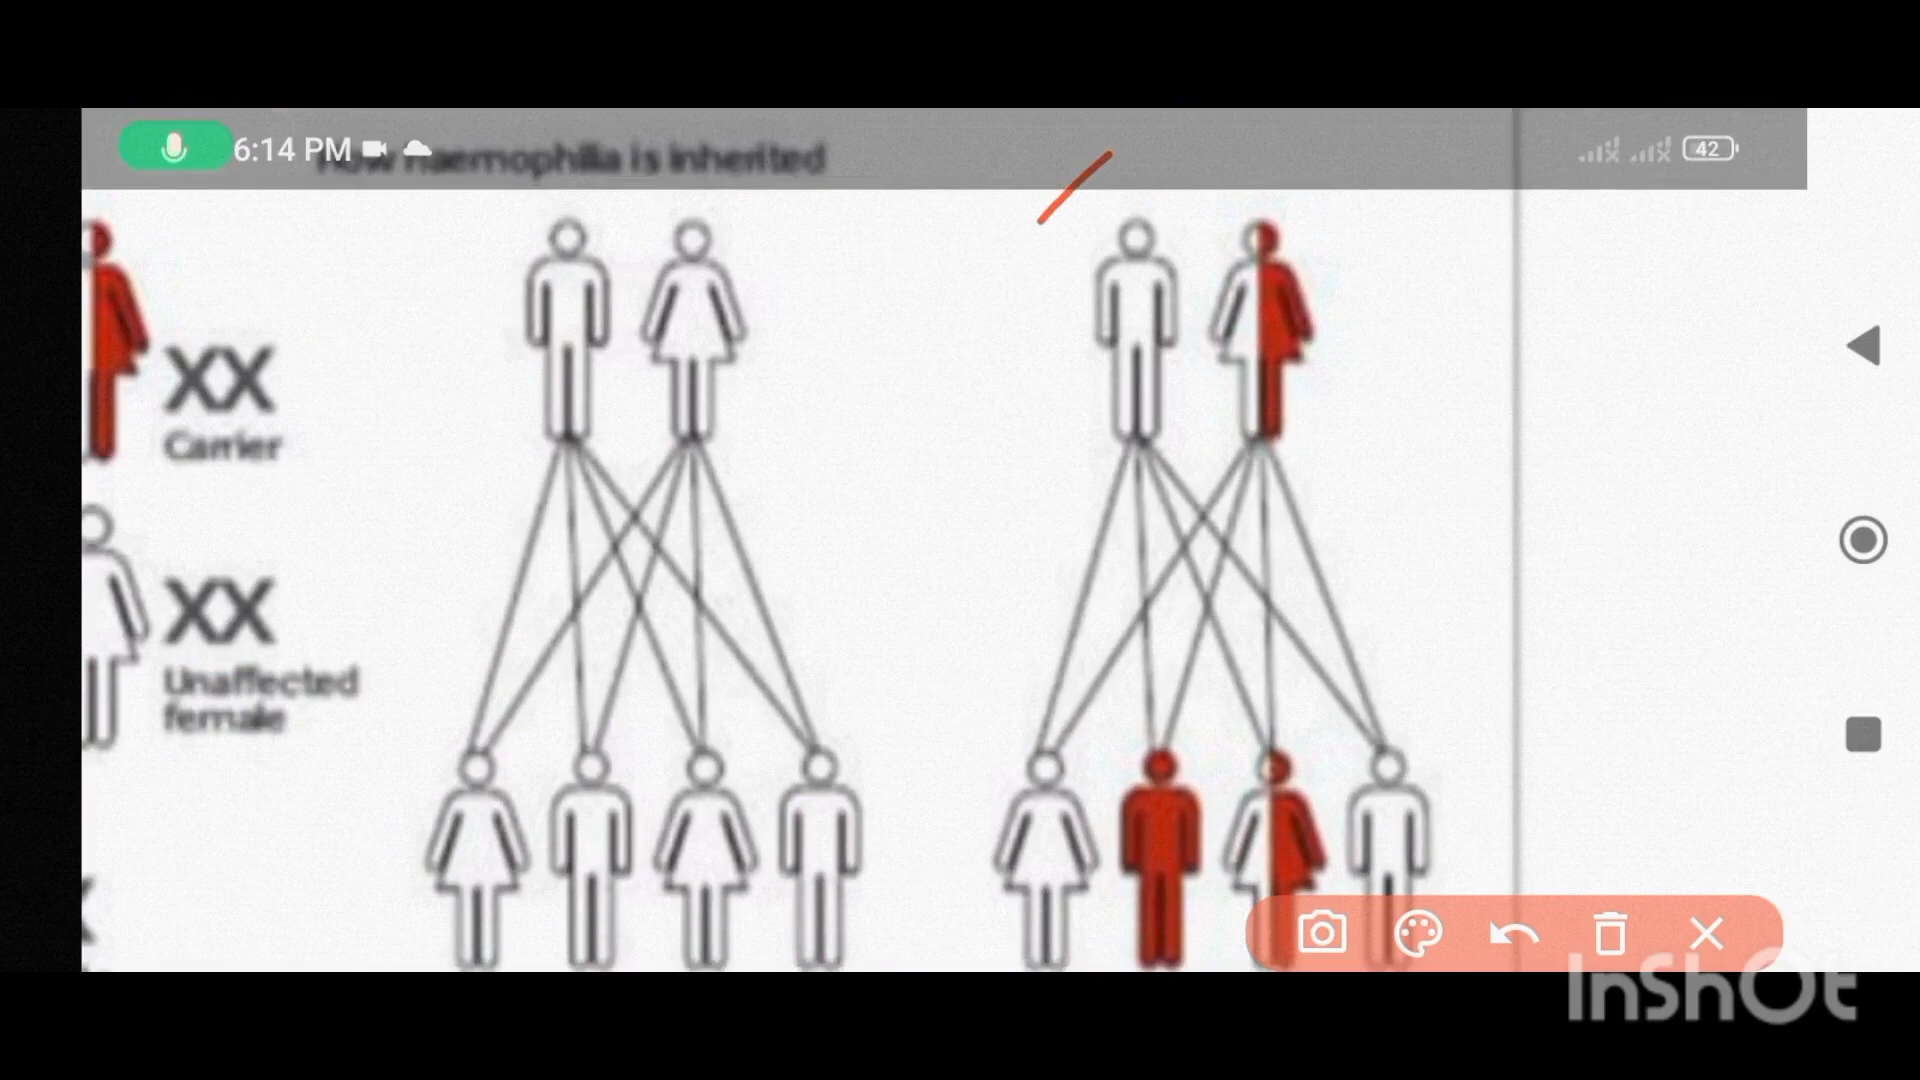 6:14 PM
How haemophilia is inherited
42
XX
Carrier
XX
Unaffected
female
InShOt